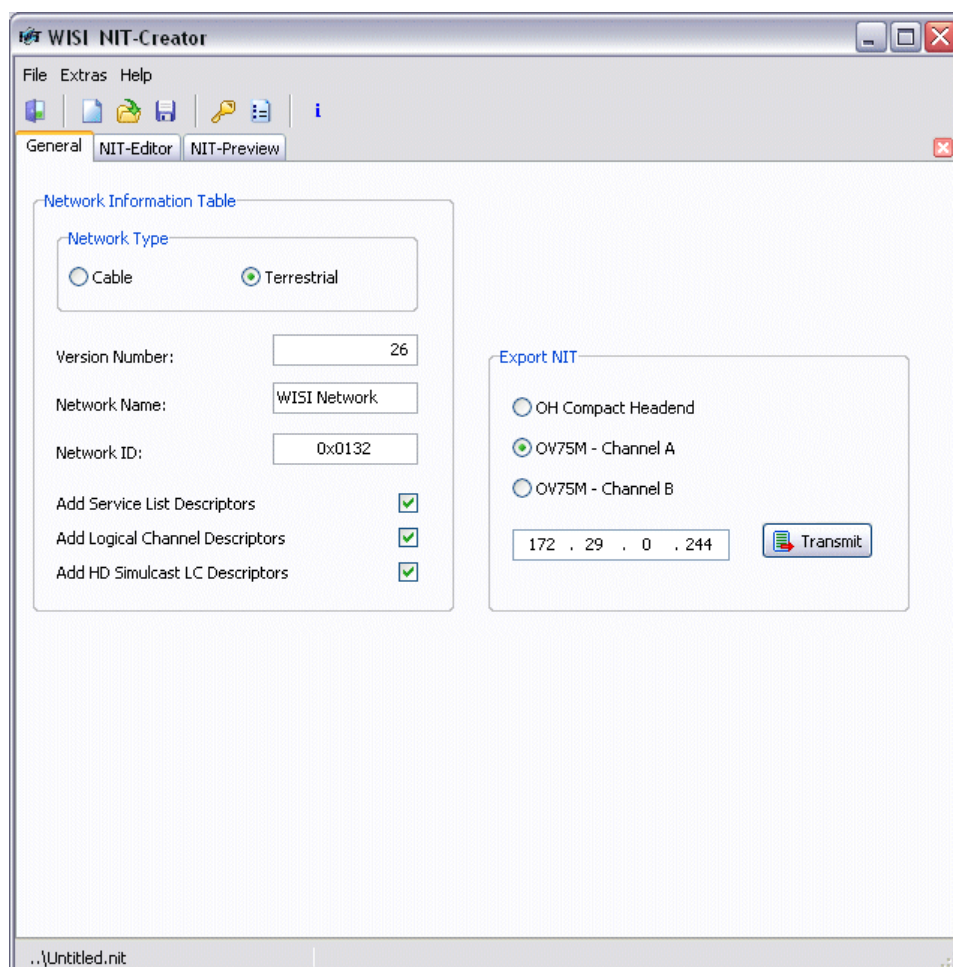 WISI NIT-Creator
File Extras Help
i
General NIT-Editor NIT-Preview
Network Information Table
Network Type
Cable Terrestrial
Version Number: 26
Network Name: WISI Network
Network ID: 0x0132
Add Service List Descriptors
Add Logical Channel Descriptors
Add HD Simulcast LC Descriptors
Export NIT
OH Compact Headend
OV75M - Channel A
OV75M - Channel B
172 . 29 . 0 . 244 Transmit
..\Untitled.nit